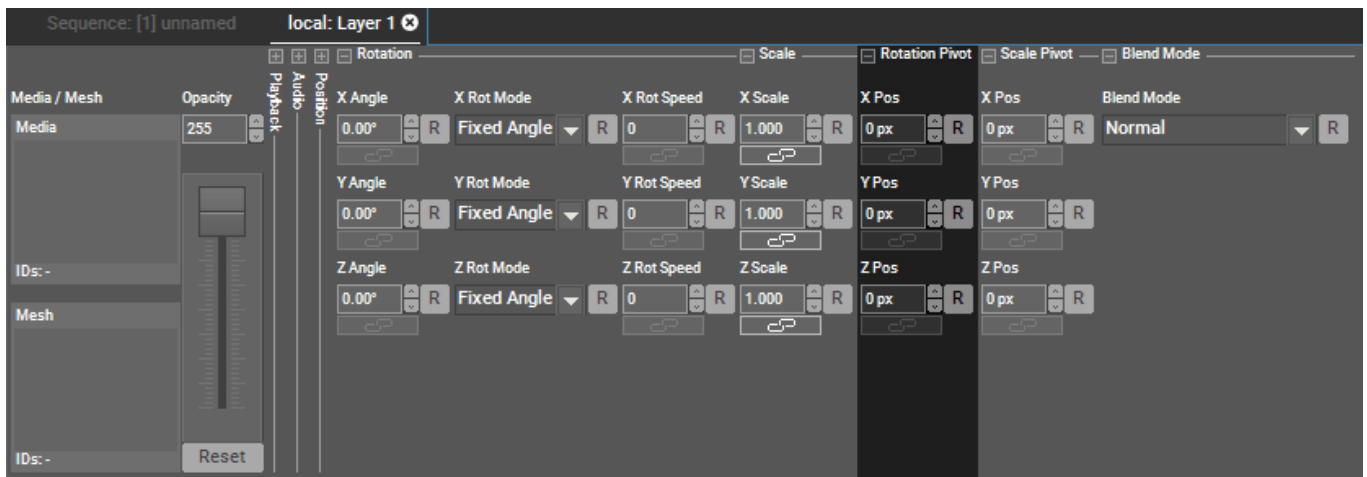 Sequence: [1] unnamed local: Layer 1
Playback Audio Position Rotation Scale Rotation Pivot Scale Pivot Blend Mode
Media / Mesh Opacity X Angle X Rot Mode X Rot Speed X Scale X Pos X Pos Blend Mode
Media 255 0.00° Fixed Angle R 0 R 1.000 R 0 px R 0 px R Normal R
Y Angle Y Rot Mode Y Rot Speed Y Scale Y Pos Y Pos
0.00° R Fixed Angle R 0 R 1.000 R 0 px R 0 px R
IDs: - Z Angle Z Rot Mode Z Rot Speed Z Scale Z Pos Z Pos
Mesh 0.00° R Fixed Angle R 0 R 1.000 R 0 px R 0 px R
IDs: - Reset